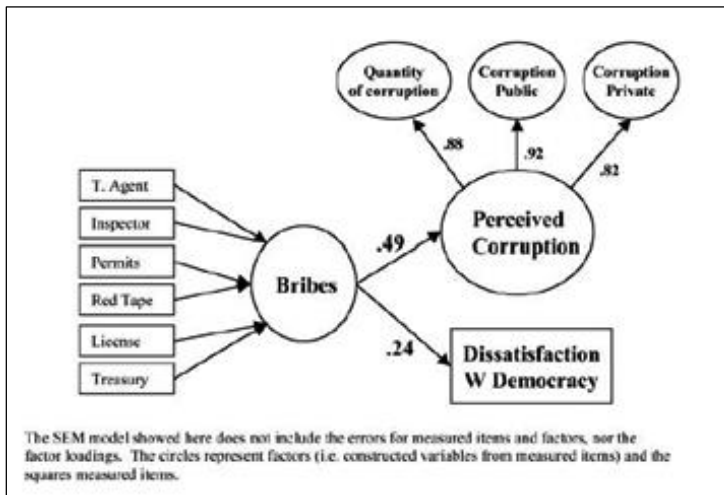 Quantity
of corruption
Corruption
Public
Corruption
Private
.88
.92
.82
T. Agent
Inspector
Permits
Red Tape
License
Treasury
Bribes
.49
Perceived
Corruption
.24
Dissatisfaction
W Democracy
The SEM model showed here does not include the errors for measured items and factors, nor the
factor loadings. The circles represent factors (i.e. constructed variables from measured items) and the
squares measured items.